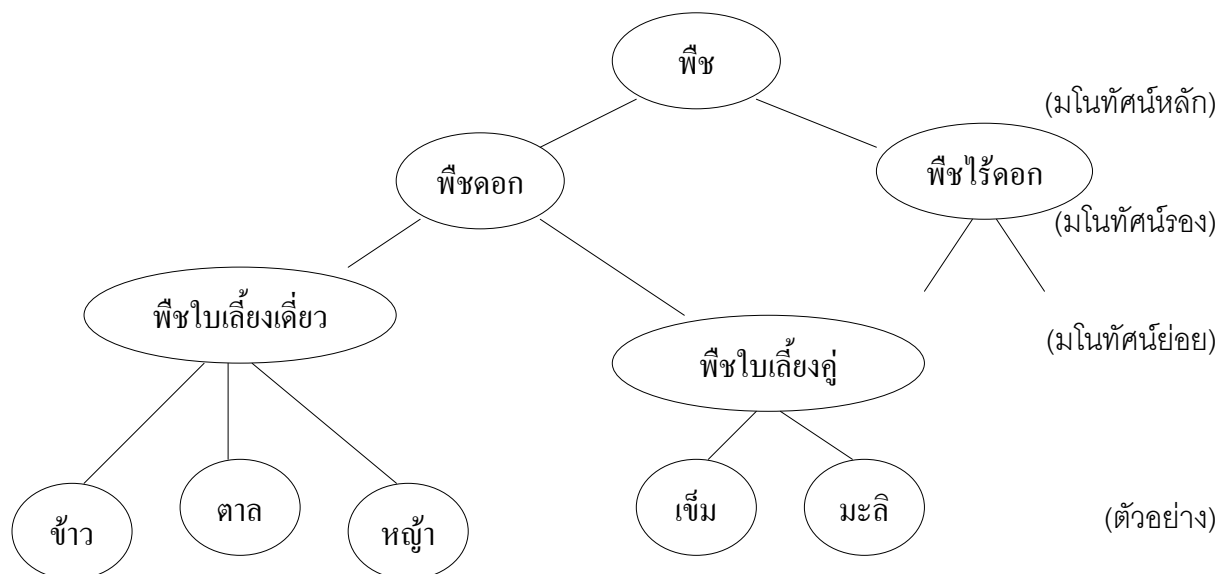 พืช
(มโนทัศน์หลัก)
พืชดอก
พืชไร้ดอก
(มโนทัศน์รอง)
พืชใบเลี้ยงเดี่ยว
พืชใบเลี้ยงคู่
(มโนทัศน์ย่อย)
ข้าว
ตาล
หญ้า
เข็ม
มะลิ
(ตัวอย่าง)